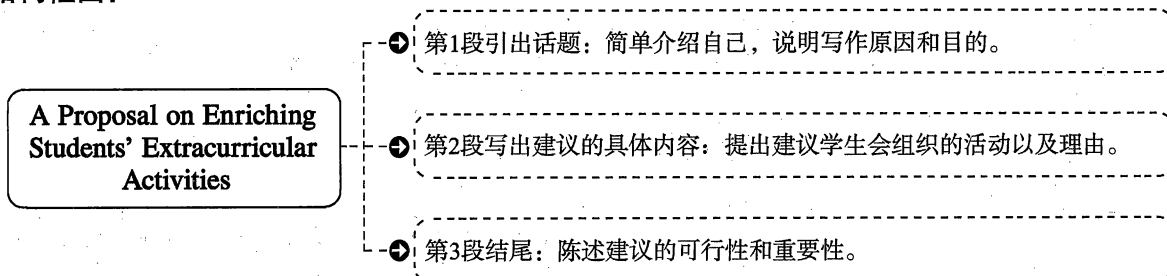 A Proposal on Enriching
Students' Extracurricular
Activities
第1段引出话题：简单介绍自己，说明写作原因和目的。
第2段写出建议的具体内容：提出建议学生会组织的活动以及理由。
第3段结尾：陈述建议的可行性和重要性。